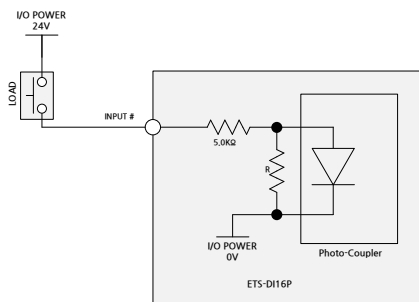 I/O POWER
24V
LOAD
INPUT #
5.0KΩ
R
I/O POWER
0V
Photo-Coupler
ETS-DI16P